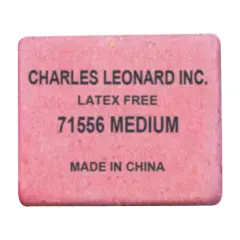 CHARLES LEONARD INC.
LATEX FREE
71556 MEDIUM
MADE IN CHINA